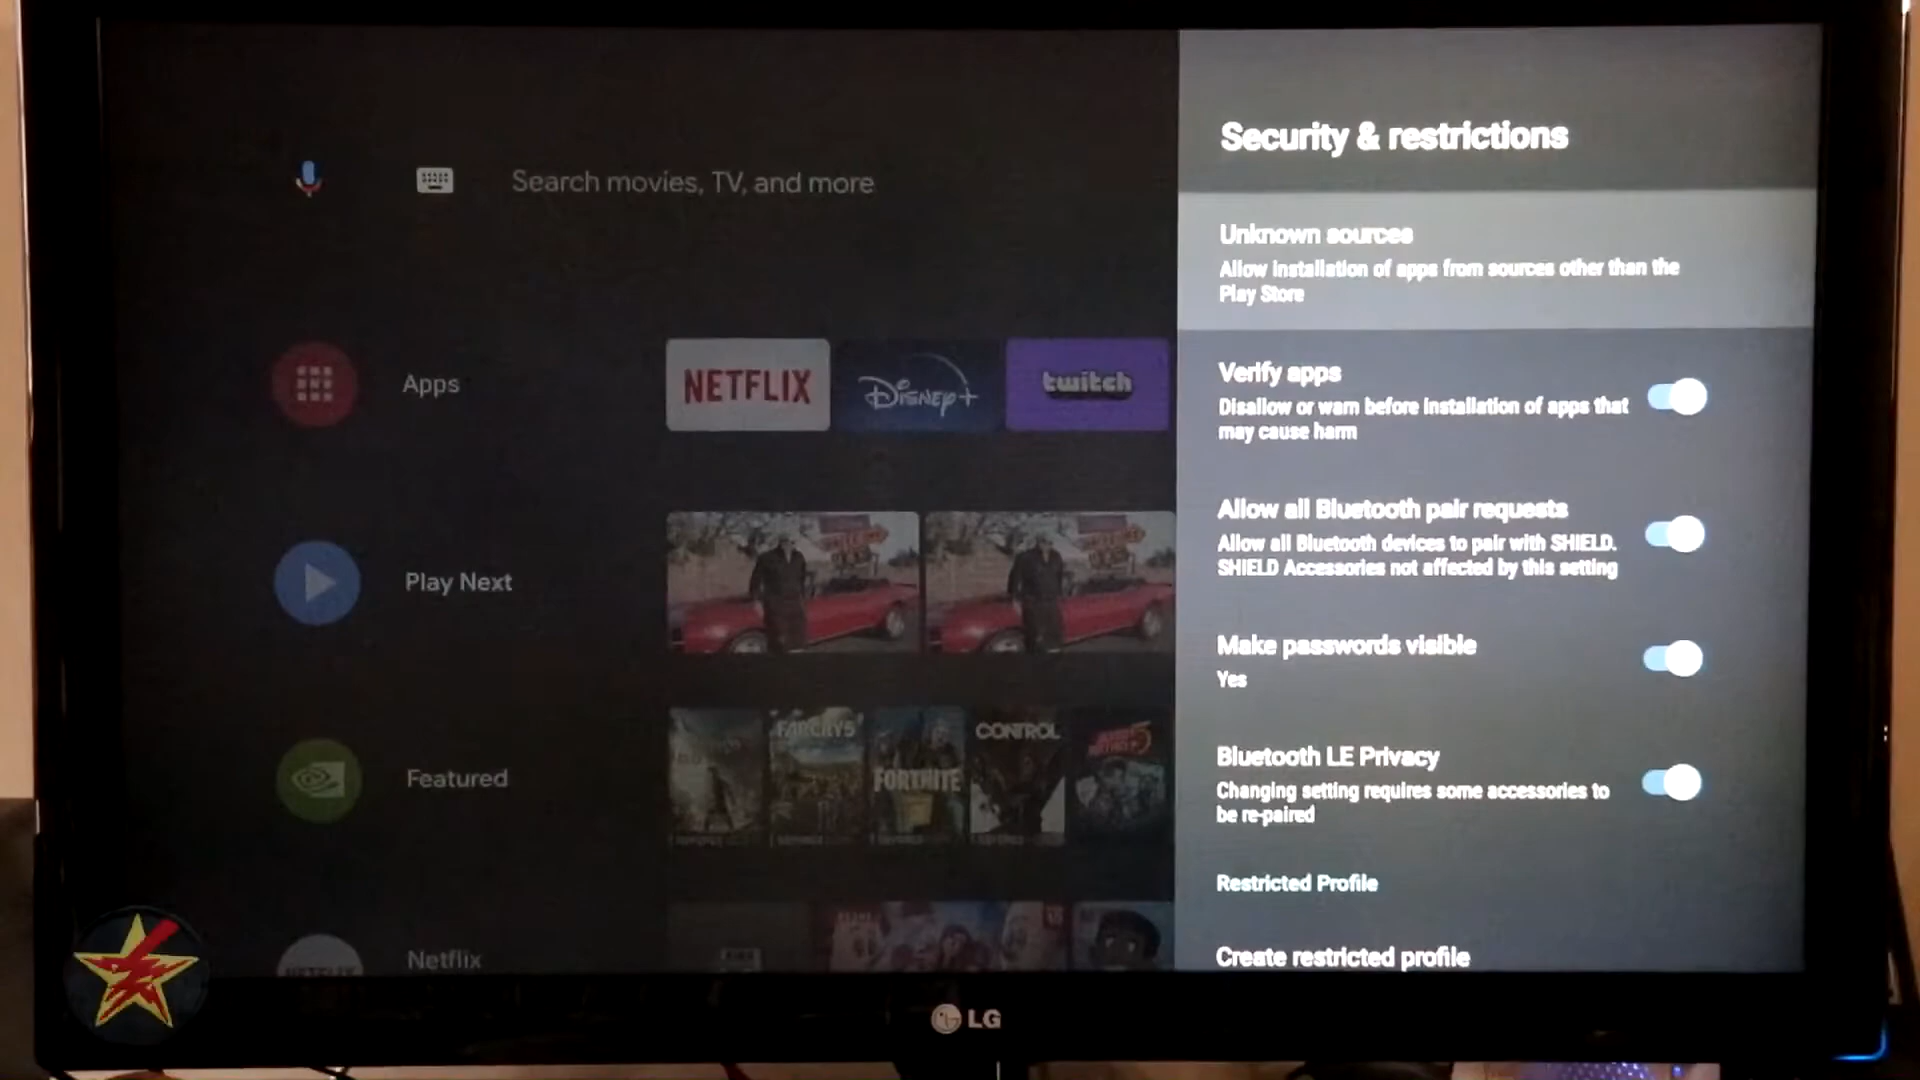 Security & restrictions
Search movies, TV, and more
Unknown sources
Allow installation of apps from sources other than the
Play Store
Apps
NETFLIX
Disney+
twitch
Verify apps
Disallow or warn before installation of apps that
may cause harm
Allow all Bluetooth pair requests
Allow all Bluetooth devices to pair with SHIELD.
SHIELD Accessories not affected by this setting
Play Next
Make passwords visible
Yes
Featured
FARCRY5
FORTNITE
CONTROL
Bluetooth LE Privacy
Changing setting requires some accessories to
be re-paired
Restricted Profile
Netflix
Create restricted profile
LG